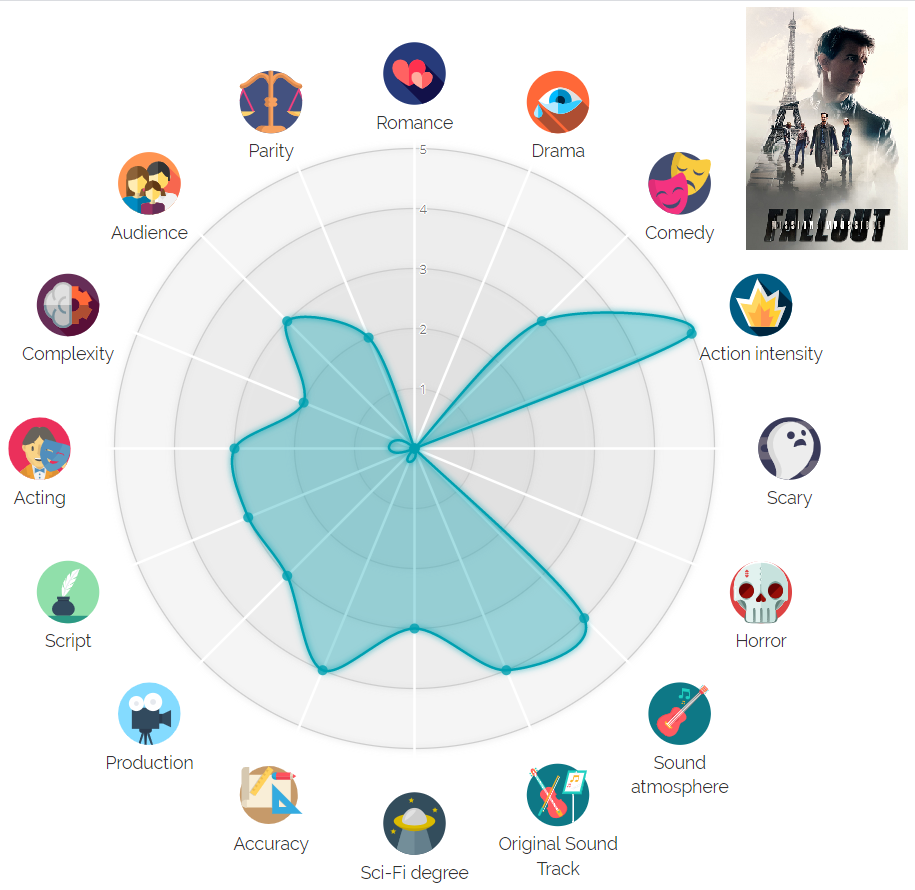 Romance
Parity
Drama
5
Audience
Comedy
4
FALLOUT
MISSION: IMPOSSIBLE
3
Complexity
Action intensity
2
1
Acting
Scary
Script
Horror
Production
Sound
atmosphere
Accuracy
Original Sound
Track
Sci-Fi degree